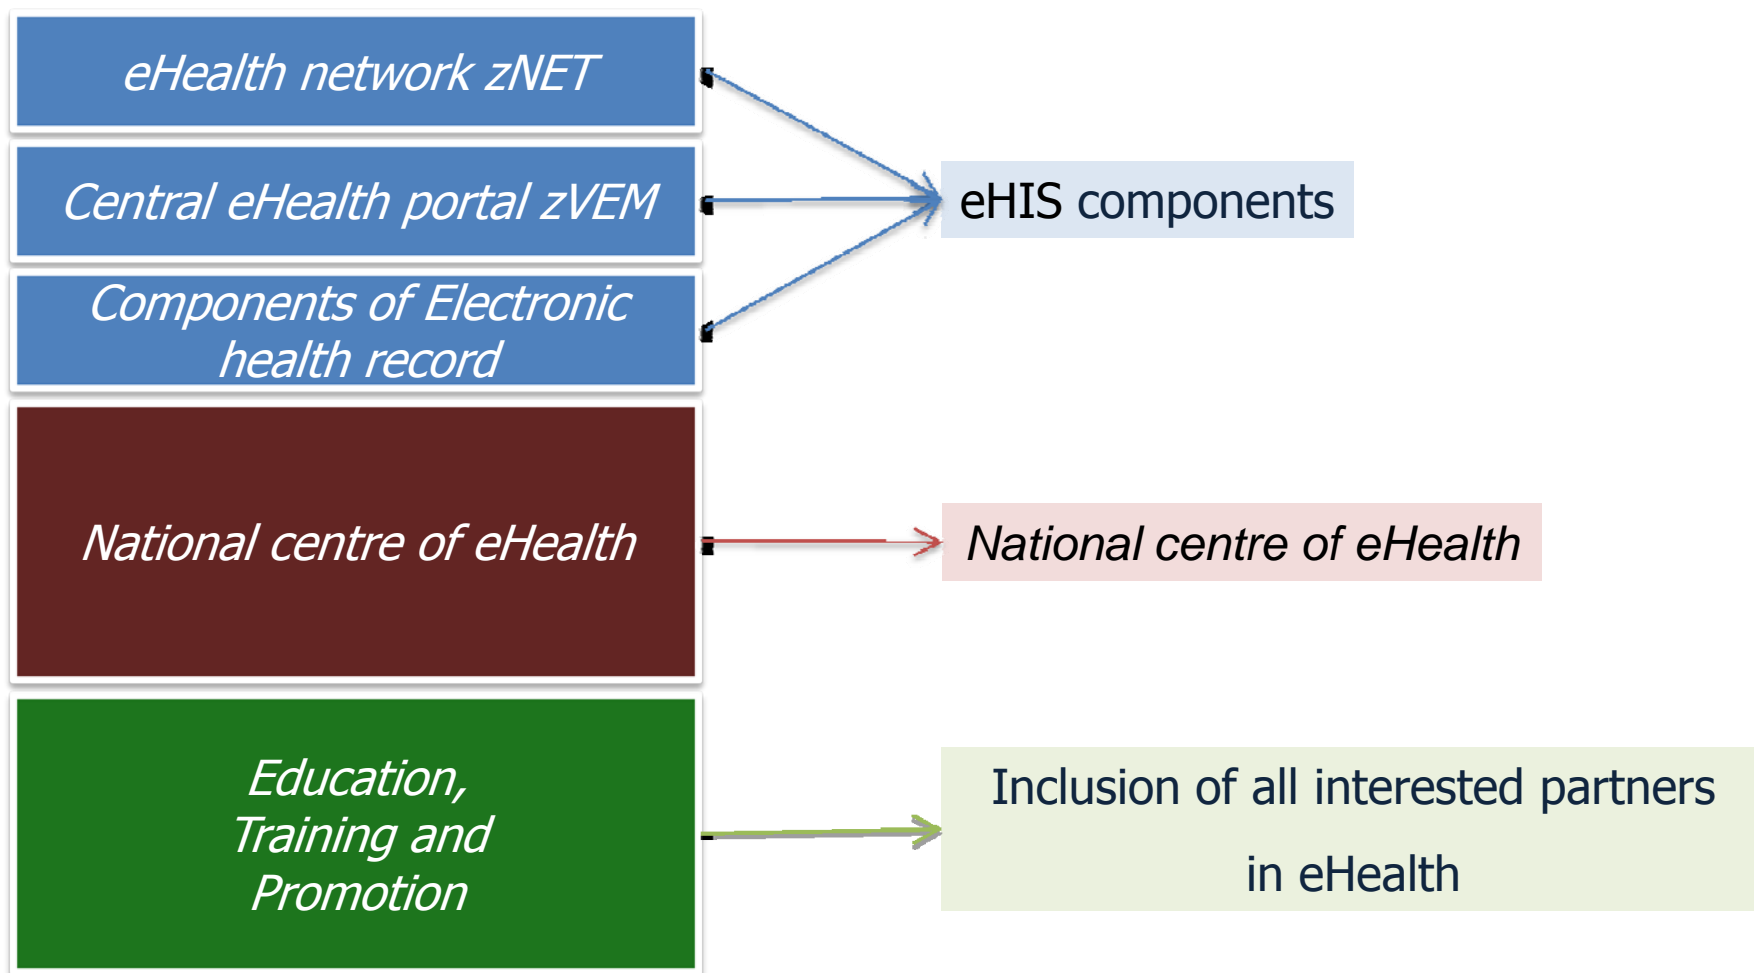 eHealth network zNET
Central eHealth portal zVEM
eHIS components
Components of Electronic
health record
National centre of eHealth
National centre of eHealth
Education,
Training and
Promotion
Inclusion of all interested partners
in eHealth